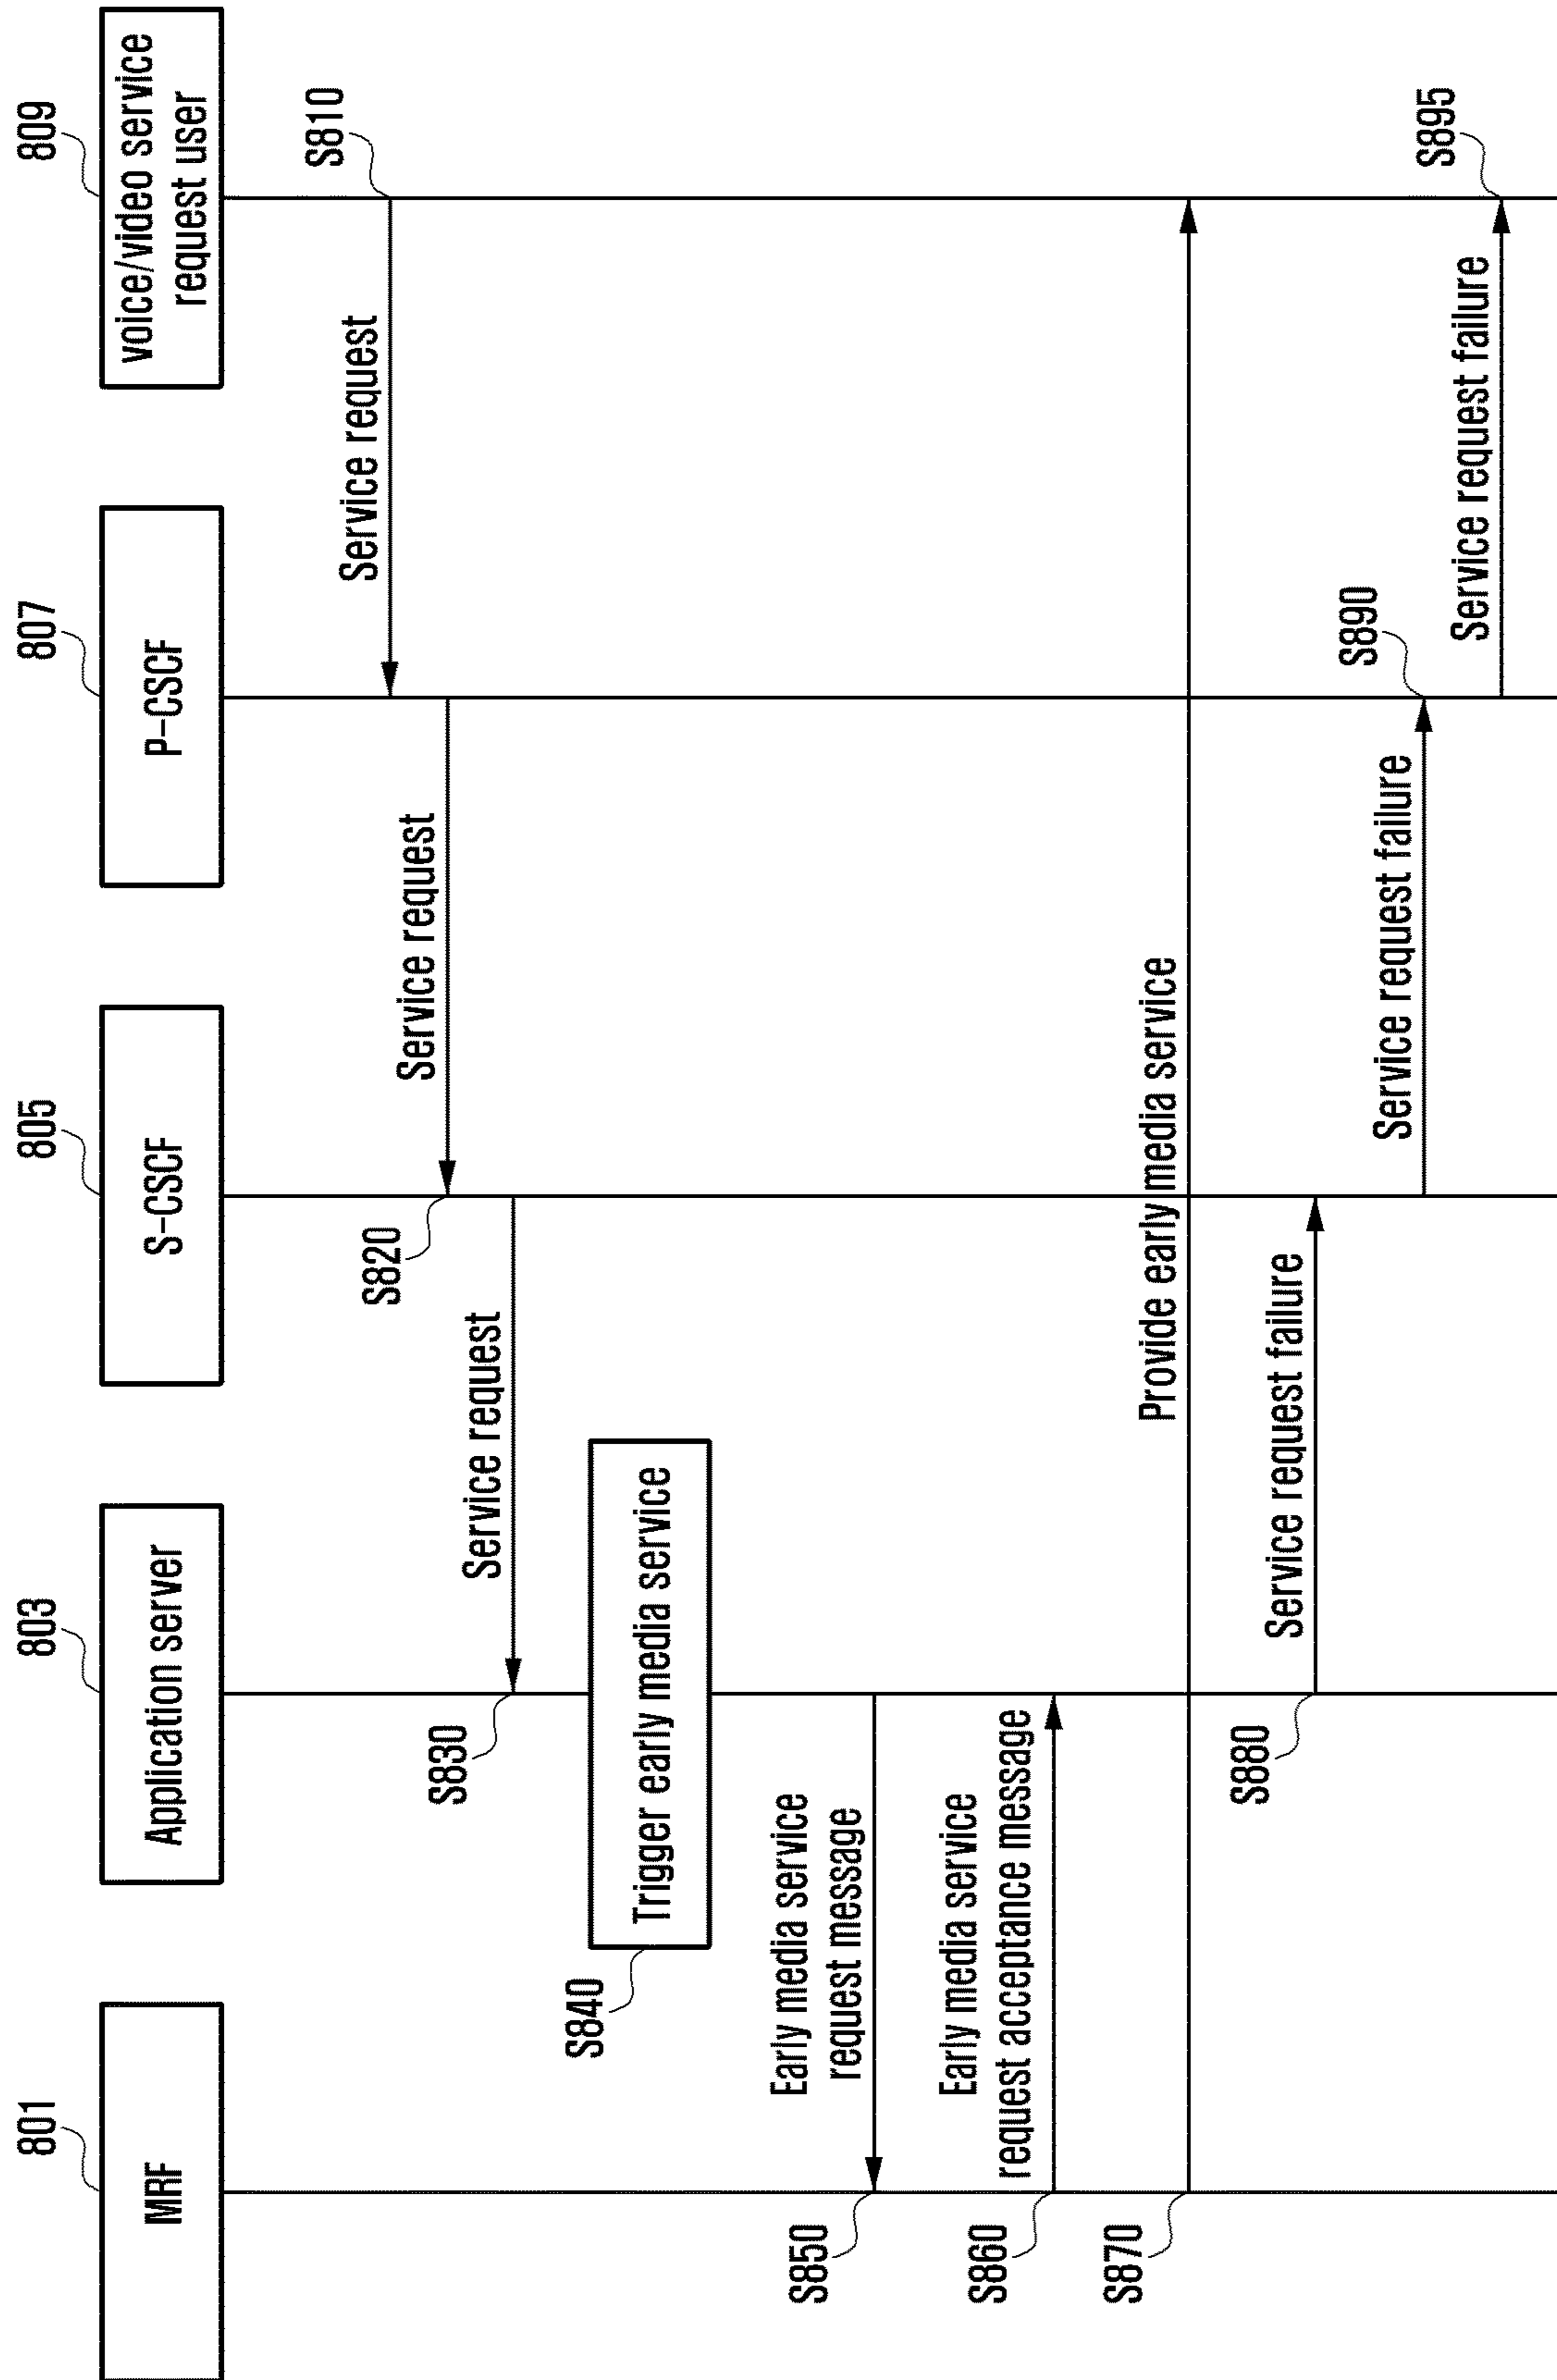 801
803
805
807
809
MRF
Application server
S-CSCF
P-CSCF
voice/video service
request user
S810
Service request
Service request
S820
Service request
S830
S840
Trigger early media service
Early media service
request message
S850
Early media service
request acceptance message
S860
Provide early media service
S870
Service request failure
S880
Service request failure
S890
Service request failure
S895